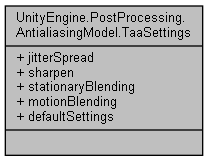 UnityEngine.PostProcessing.
AntialiasingModel.TaaSettings
+ jitterSpread
+ sharpen
+ stationaryBlending
+ motionBlending
+ defaultSettings